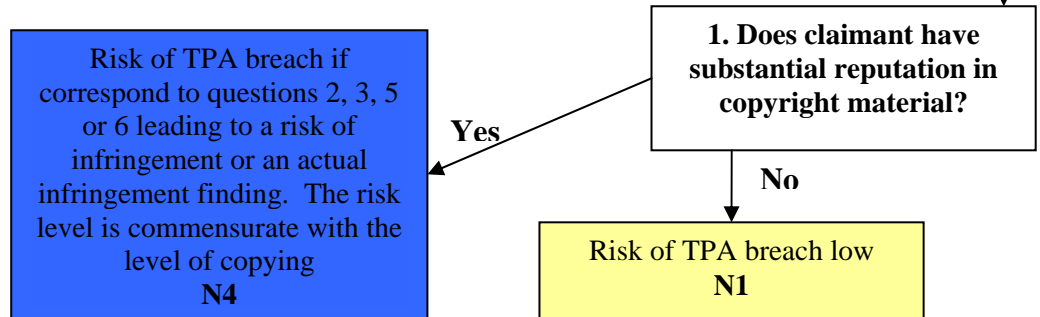 1. Does claimant have
substantial reputation in
copyright material?
Yes
No
Risk of TPA breach if
correspond to questions 2, 3, 5
or 6 leading to a risk of
infringement or an actual
infringement finding.  The risk
level is commensurate with the
level of copying
N4
Risk of TPA breach low
N1